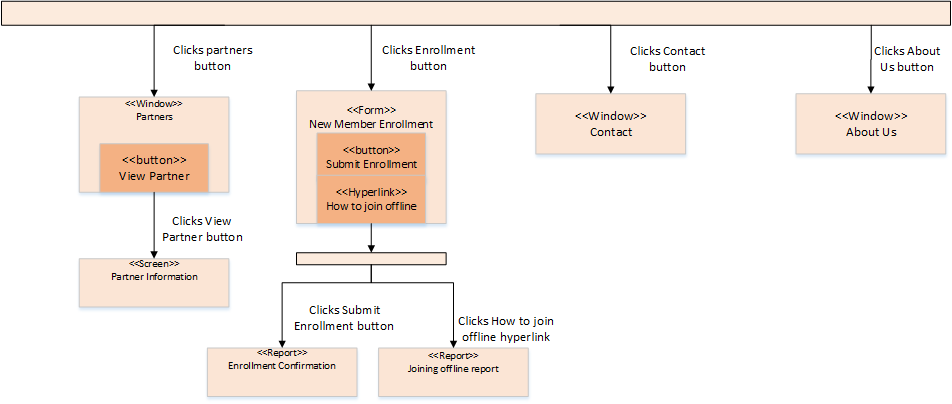 Clicks partners
button
Clicks Enrollment
button
Clicks Contact
button
Clicks About
Us button
<<Window>>
Partners
<<button>>
View Partner
<<Form>>
New Member Enrollment
<<button>>
Submit Enrollment
<<Hyperlink>>
How to join offline
<<Window>>
Contact
<<Window>>
About Us
Clicks View
Partner button
<<Screen>>
Partner Information
Clicks Submit
Enrollment button
Clicks How to join
offline hyperlink
<<Report>>
Enrollment Confirmation
<<Report>>
Joining offline report